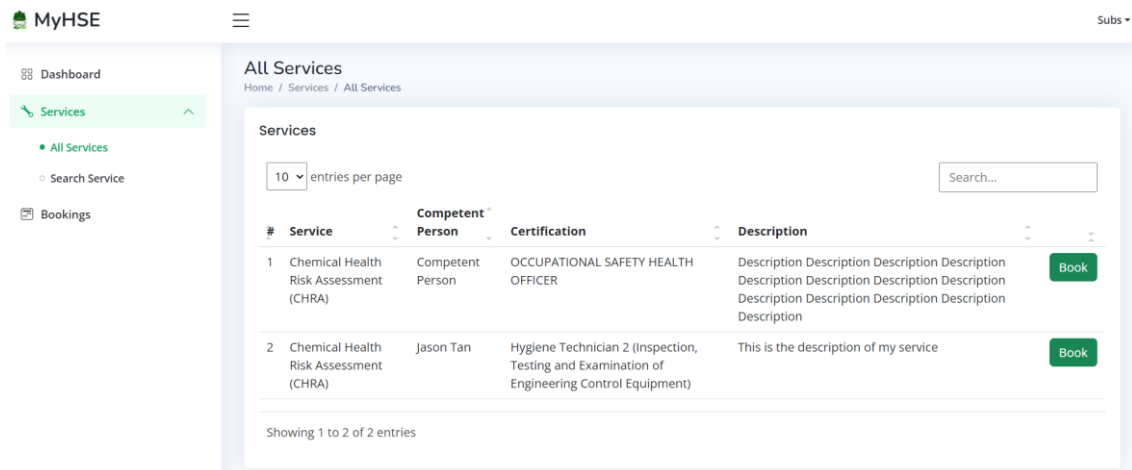 MyHSE
Subs
Dashboard
Services
All Services
Search Service
Bookings
All Services
Home / Services / All Services
Services
10 entries per page
Search...
# Service Competent Person Certification Description
1 Chemical Health Risk Assessment (CHRA) Competent Person OCCUPATIONAL SAFETY HEALTH OFFICER Description Description Description Description Description Description Description Description Description Description Description Description Description Book
2 Chemical Health Risk Assessment (CHRA) Jason Tan Hygiene Technician 2 (Inspection, Testing and Examination of Engineering Control Equipment) This is the description of my service Book
Showing 1 to 2 of 2 entries